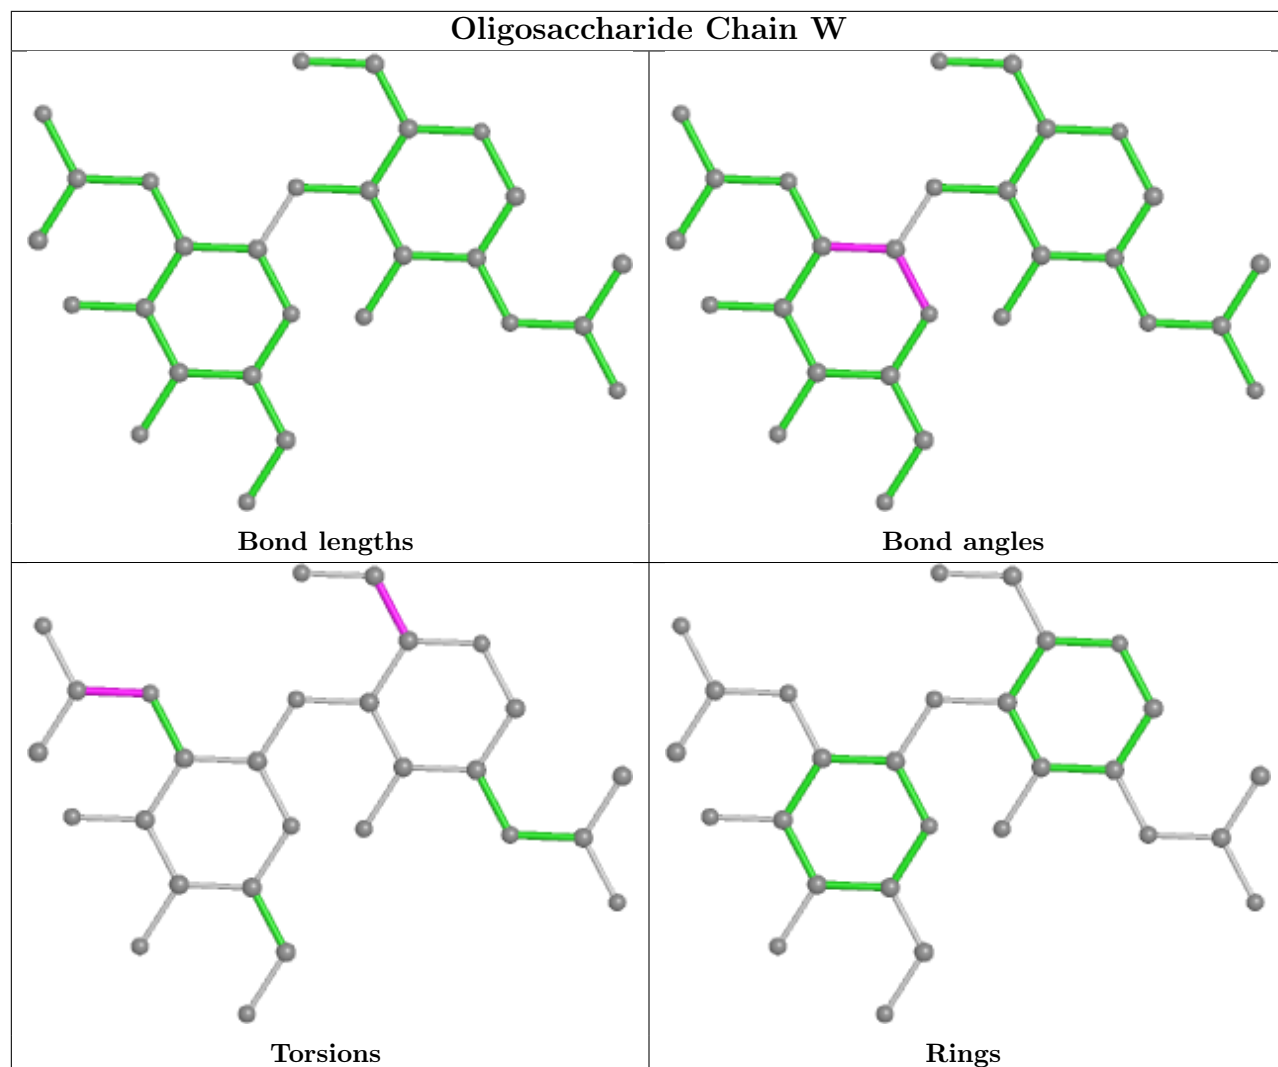 Oligosaccharide Chain W
Bond lengths
Bond angles
Torsions
Rings